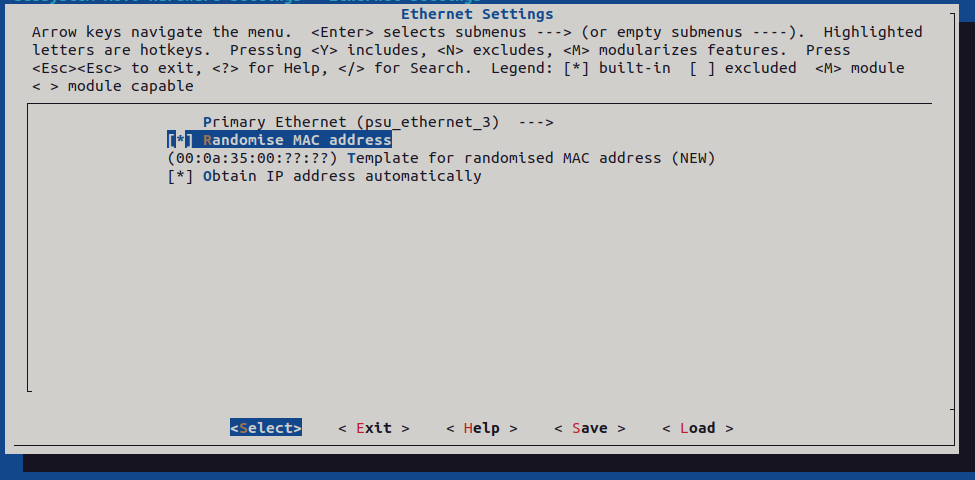 Ethernet Settings
Arrow keys navigate the menu.  <Enter> selects submenus ---> (or empty submenus ----).  Highlighted
letters are hotkeys.  Pressing <Y> includes, <N> excludes, <M> modularizes features.  Press
<Esc><Esc> to exit, <?> for Help, </> for Search.  Legend: [*] built-in  [ ] excluded  <M> module
< > module capable
Primary Ethernet (psu_ethernet_3)  --->
[*] Randomise MAC address
(00:0a:35:00:??:??) Template for randomised MAC address (NEW)
[*] Obtain IP address automatically
<Select>    < Exit >    < Help >    < Save >    < Load >